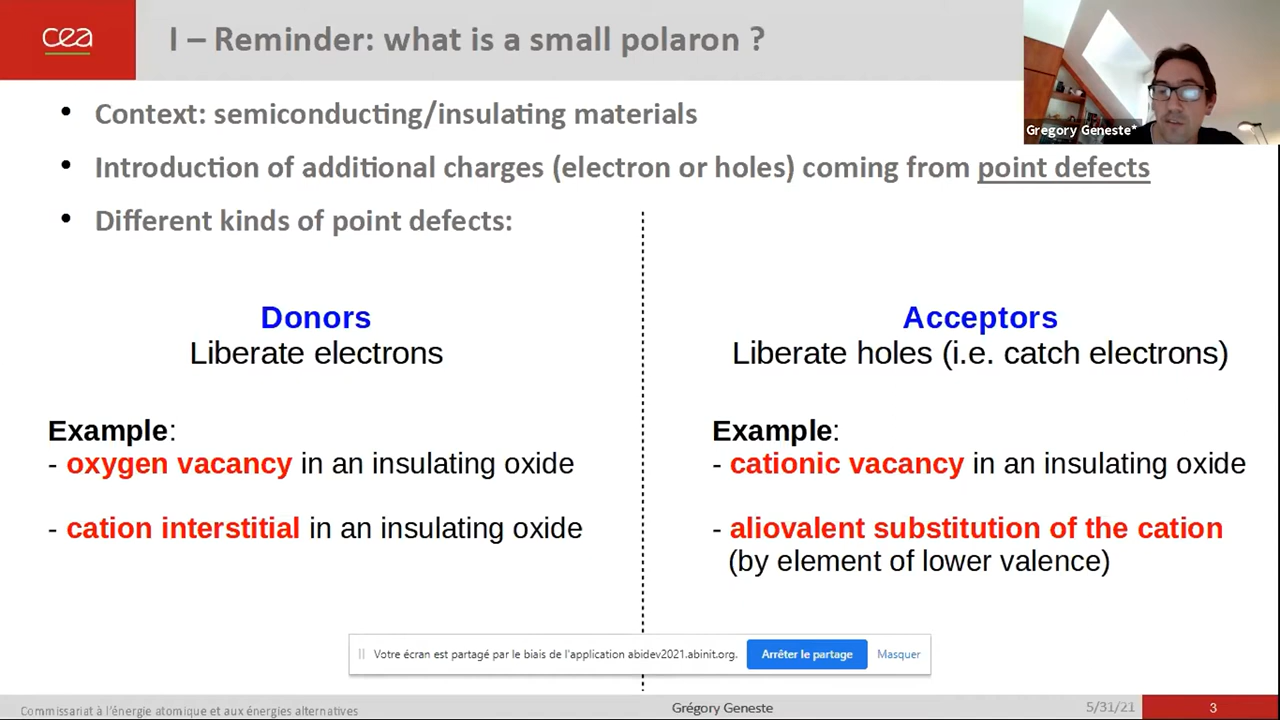 cea
I – Reminder: what is a small polaron ?
Gregory Geneste*
• Context: semiconducting/insulating materials
• Introduction of additional charges (electron or holes) coming from point defects
• Different kinds of point defects:
Donors
Liberate electrons
Example:
- oxygen vacancy in an insulating oxide
- cation interstitial in an insulating oxide
Acceptors
Liberate holes (i.e. catch electrons)
Example:
- cationic vacancy in an insulating oxide
- aliovalent substitution of the cation
(by element of lower valence)
Votre écran est partagé par le biais de l'application abidev2021.abinit.org.
Arrêter le partage
Masquer
Commissariat à l'énergie atomique et aux énergies alternatives
Grégory Geneste
5/31/21
3